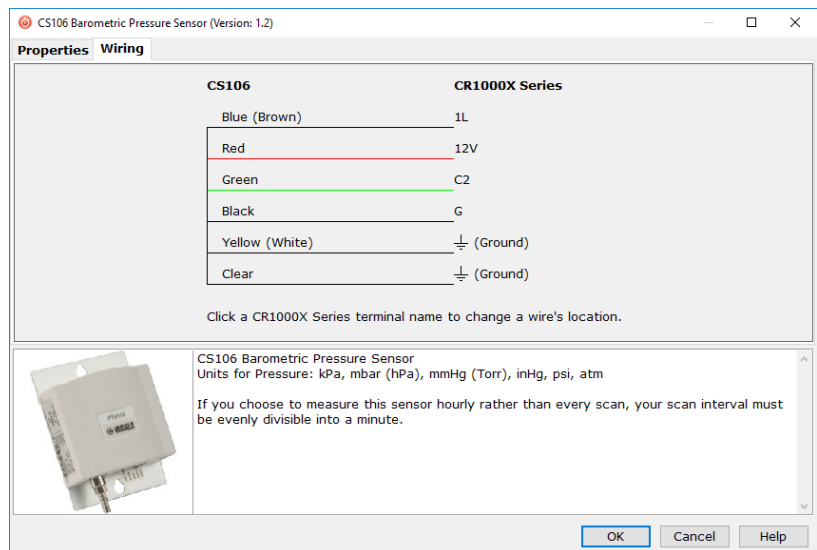 CS106 Barometric Pressure Sensor (Version: 1.2)
Properties Wiring
CS106 CR1000X Series
Blue (Brown) 1L
Red 12V
Green C2
Black G
Yellow (White) (Ground)
Clear (Ground)
Click a CR1000X Series terminal name to change a wire's location.
CS106 Barometric Pressure Sensor
Units for Pressure: kPa, mbar (hPa), mmHg (Torr), inHg, psi, atm
If you choose to measure this sensor hourly rather than every scan, your scan interval must
be evenly divisible into a minute.
VAISALA
OK Cancel Help